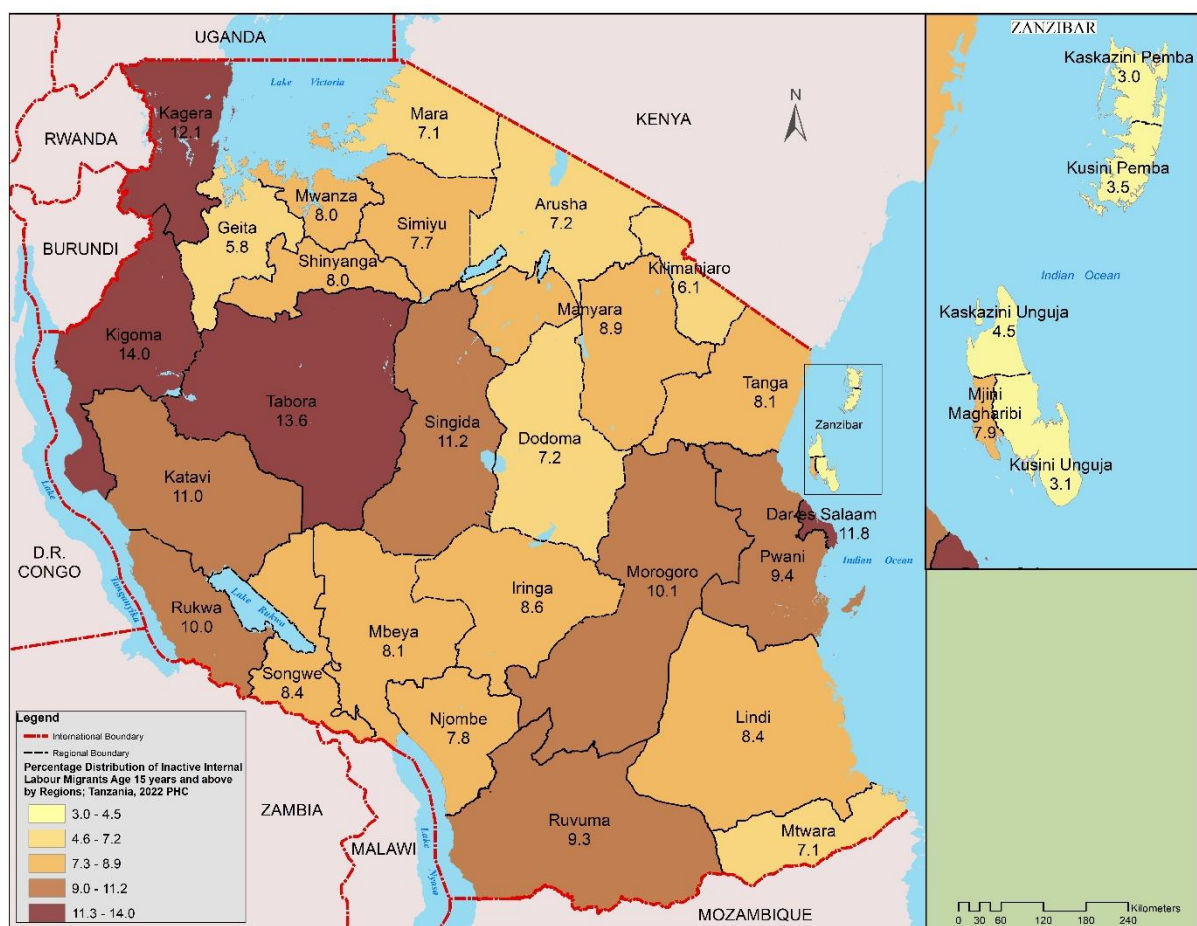 UGANDA
Lake Victoria
Kagera
12.1
RWANDA
BURUNDI
Mara
7.1
KENYA
N
Mwanza
8.0
Geita
5.8
Simiyu
7.7
Arusha
7.2
Shinyanga
8.0
Kilimanjaro
6.1
Manyara
8.9
Kigoma
14.0
Tabora
13.6
Singida
11.2
Dodoma
7.2
Tanga
8.1
Zanzibar
Katavi
11.0
D.R.
CONGO
Lake
Tanganyika
Rukwa
10.0
Lake Rukwa
Dar es Salaam
11.8
Pwani
9.4
Indian Ocean
Morogoro
10.1
Iringa
8.6
Mbeya
8.1
Songwe
8.4
Njombe
7.8
Lindi
8.4
Ruvuma
9.3
Mtwara
7.1
ZAMBIA
MALAWI
Lake
Nyasa
MOZAMBIQUE
Legend
International Boundary
Regional Boundary
Percentage Distribution of Inactive Internal
Labour Migrants Age 15 years and above
by Regions; Tanzania, 2022 PHC
3.0 - 4.5
4.6 - 7.2
7.3 - 8.9
9.0 - 11.2
11.3 - 14.0
ZANZIBAR
Kaskazini Pemba
3.0
Kusini Pemba
3.5
Indian Ocean
Kaskazini Unguja
4.5
Mjini
Magharibi
7.9
Kusini Unguja
3.1
Kilometers
0 30 60 120 180 240